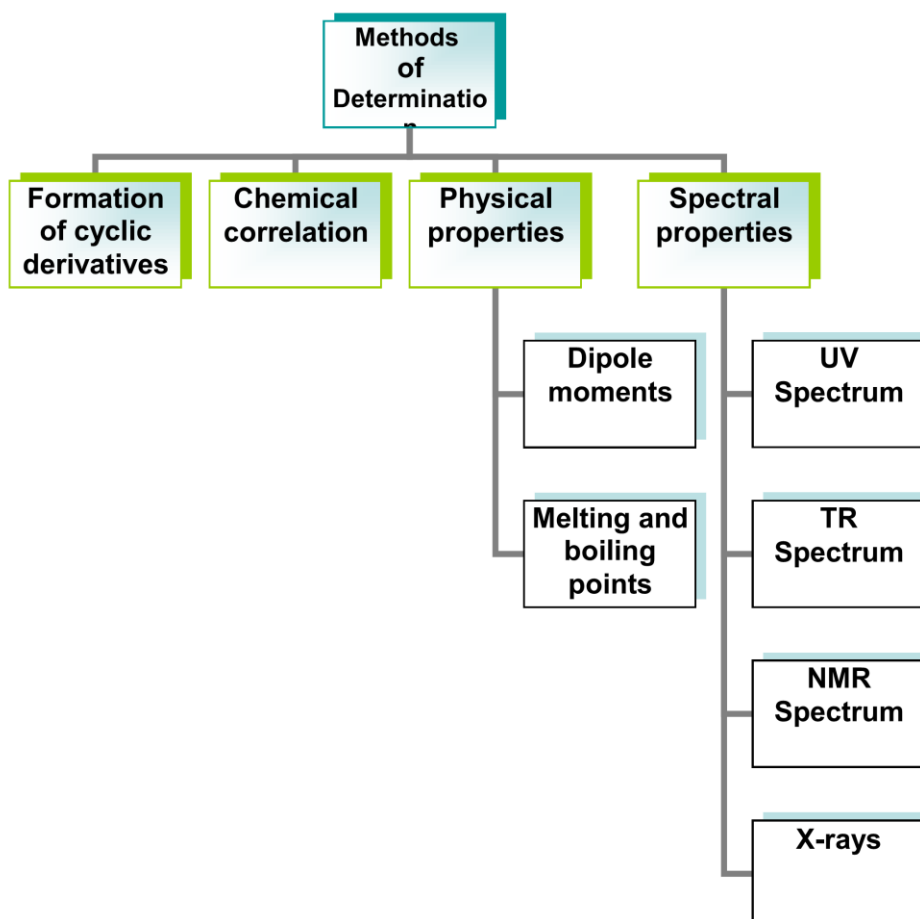 Methods
of
Determinatio
n
Formation
of cyclic
derivatives
Chemical
correlation
Physical
properties
Spectral
properties
Dipole
moments
Melting and
boiling
points
UV
Spectrum
TR
Spectrum
NMR
Spectrum
X-rays